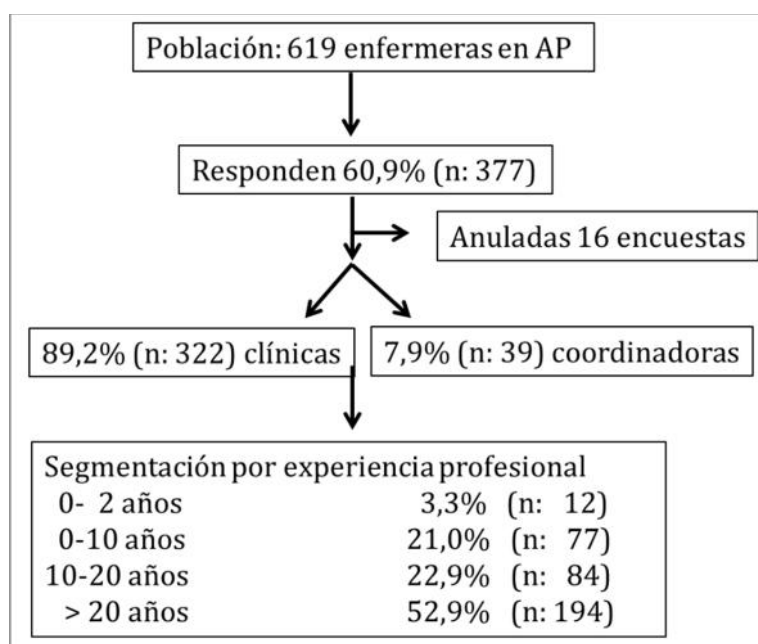 Población: 619 enfermeras en AP
Responden 60,9% (n: 377)
Anuladas 16 encuestas
89,2% (n: 322) clínicas
7,9% (n: 39) coordinadoras
Segmentación por experiencia profesional
0- 2 años 3,3% (n: 12)
0-10 años 21,0% (n: 77)
10-20 años 22,9% (n: 84)
> 20 años 52,9% (n: 194)